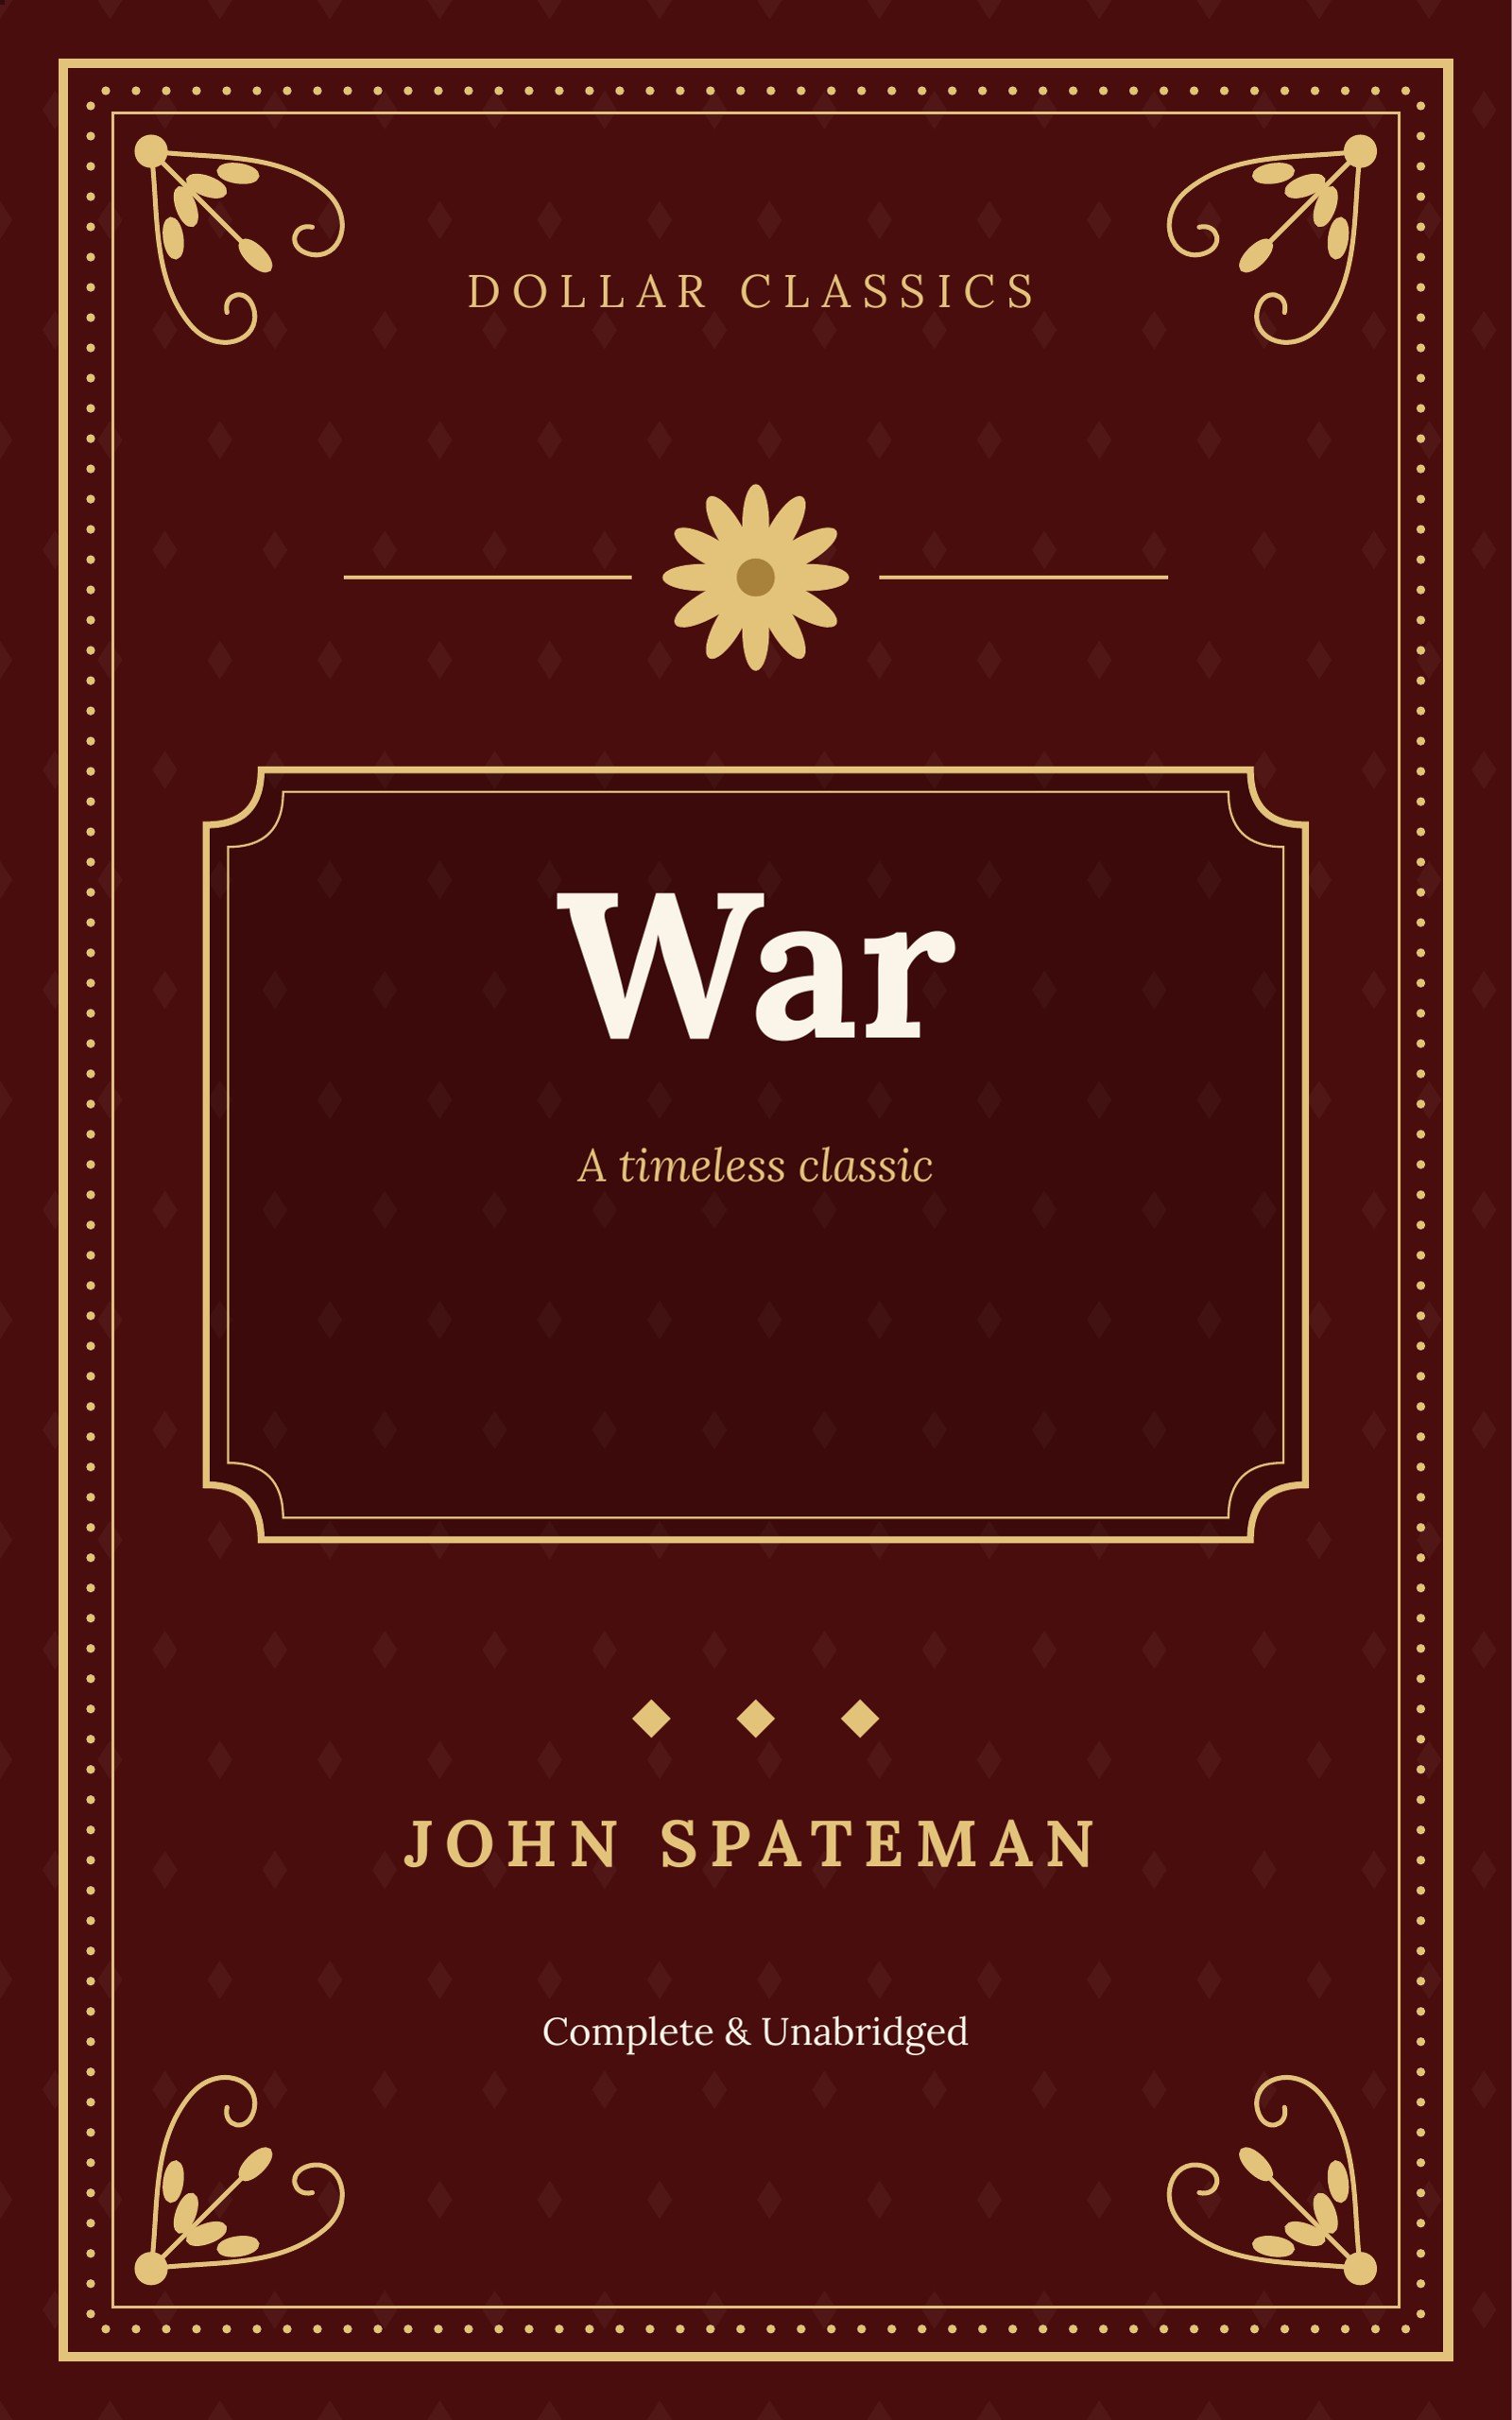 DOLLAR CLASSICS
War
A timeless classic
JOHN SPATEMAN
Complete & Unabridged